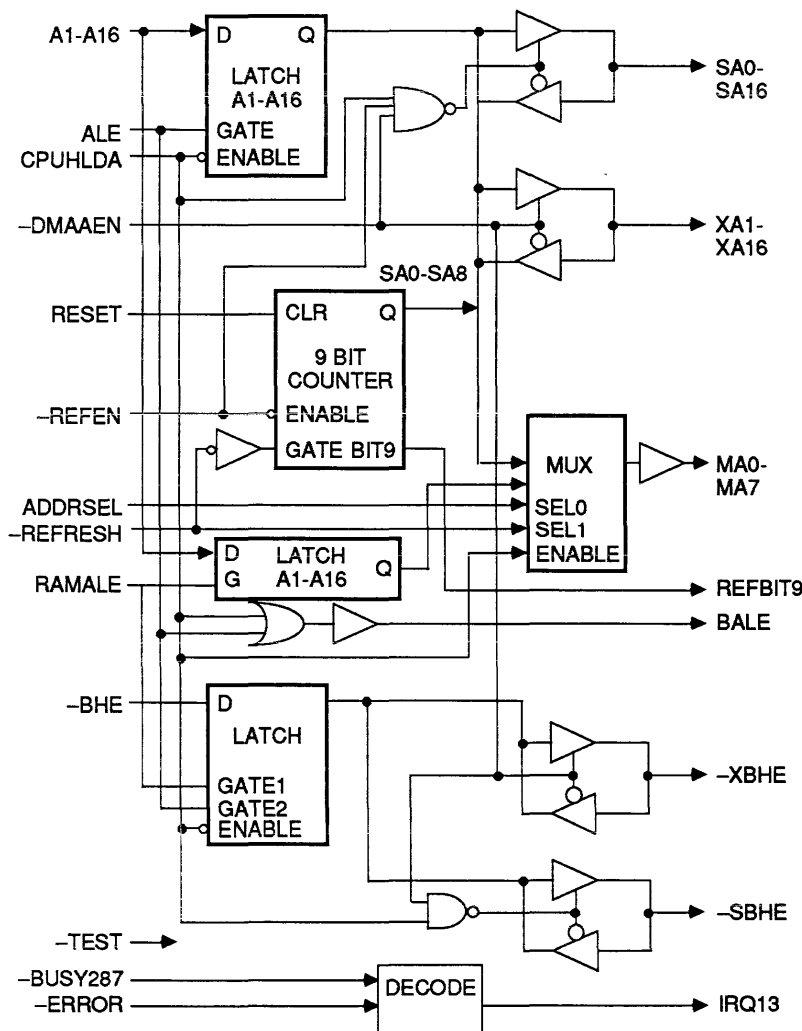 A1-A16
D Q
LATCH
A1-A16
GATE
ENABLE
ALE
CPUHLDA
SA0-
SA16
–DMAAEN
XA1-
XA16
SA0-SA8
RESET
CLR Q
9 BIT
COUNTER
ENABLE
GATE BIT9
–REFEN
MUX
SEL0
SEL1
ENABLE
MA0-
MA7
ADDRSEL
–REFRESH
D LATCH
G A1-A16 Q
RAMALE
REFBIT9
BALE
–BHE
D
LATCH
GATE1
GATE2
ENABLE
–XBHE
–SBHE
–TEST
–BUSY287
–ERROR
DECODE
IRQ13